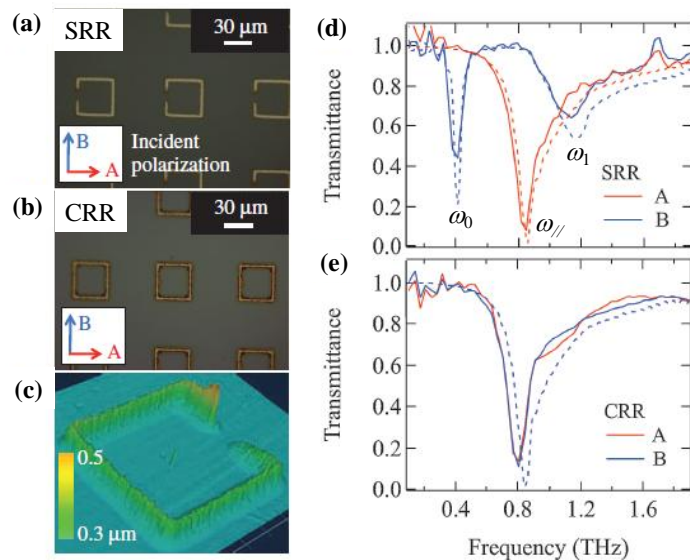 (a)
SRR
30 μm
B
A
Incident
polarization
(b)
CRR
30 μm
B
A
(c)
0.5
0.3 μm
(d)
Transmittance
1.0
0.8
0.6
0.4
0.2
0.0
ω0
ω//
ω1
SRR
A
B
(e)
Transmittance
1.0
0.8
0.6
0.4
0.2
0.0
CRR
A
B
0.4
0.8
1.2
1.6
Frequency (THz)